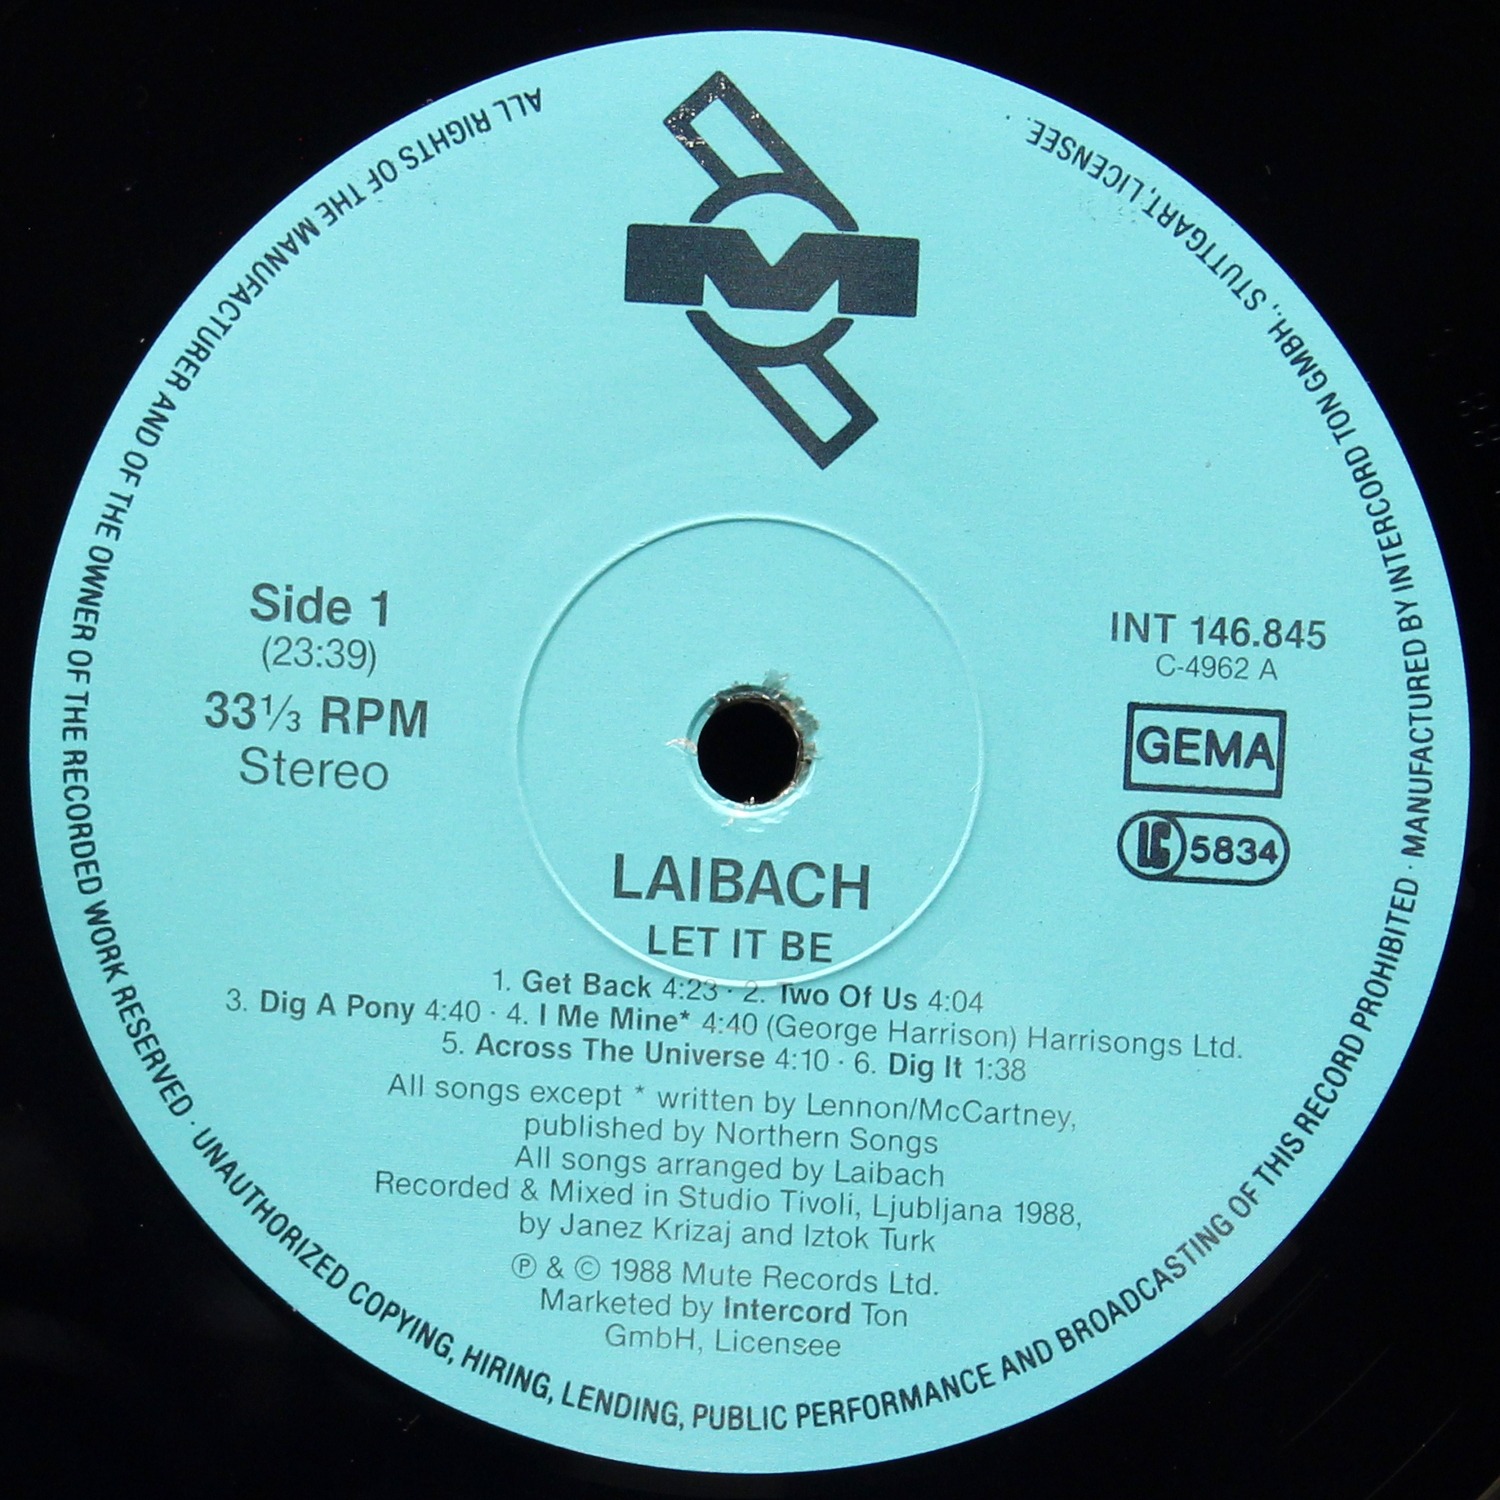 ALL RIGHTS OF THE MANUFACTURER AND OF THE OWNER OF THE RECORDED WORK RESERVED · UNAUTHORIZED COPYING, HIRING, LENDING, PUBLIC PERFORMANCE AND BROADCASTING OF THIS RECORD PROHIBITED · MANUFACTURED BY INTERCORD TON GMBH., STUTTGART, LICENSEE.
M
Side 1
(23:39)
33⅓ RPM
Stereo
INT 146.845
C-4962 A
GEMA
LC 5834
LAIBACH
LET IT BE
1. Get Back 4:23 · 2. Two Of Us 4:04
3. Dig A Pony 4:40 · 4. I Me Mine* 4:40 (George Harrison) Harrisongs Ltd.
5. Across The Universe 4:10 · 6. Dig It 1:38
All songs except * written by Lennon/McCartney,
published by Northern Songs
All songs arranged by Laibach
Recorded & Mixed in Studio Tivoli, Ljubljana 1988,
by Janez Krizaj and Iztok Turk
Ⓟ & © 1988 Mute Records Ltd.
Marketed by Intercord Ton
GmbH, Licensee